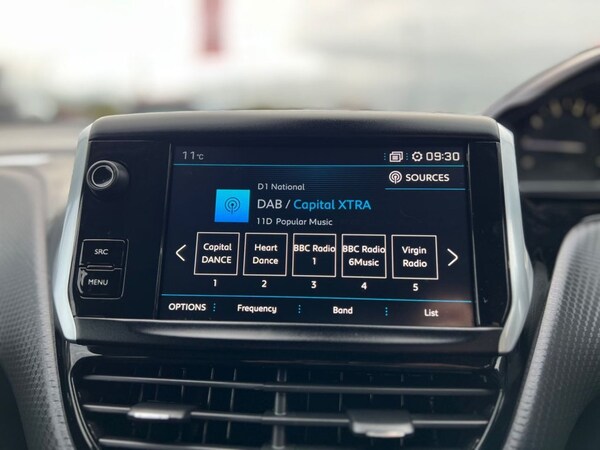 11°C 09:30
SOURCES
D1 National
DAB / Capital XTRA
11D Popular Music
SRC
MENU
Capital DANCE
Heart Dance
BBC Radio 1
BBC Radio 6Music
Virgin Radio
1 2 3 4 5
OPTIONS Frequency Band List